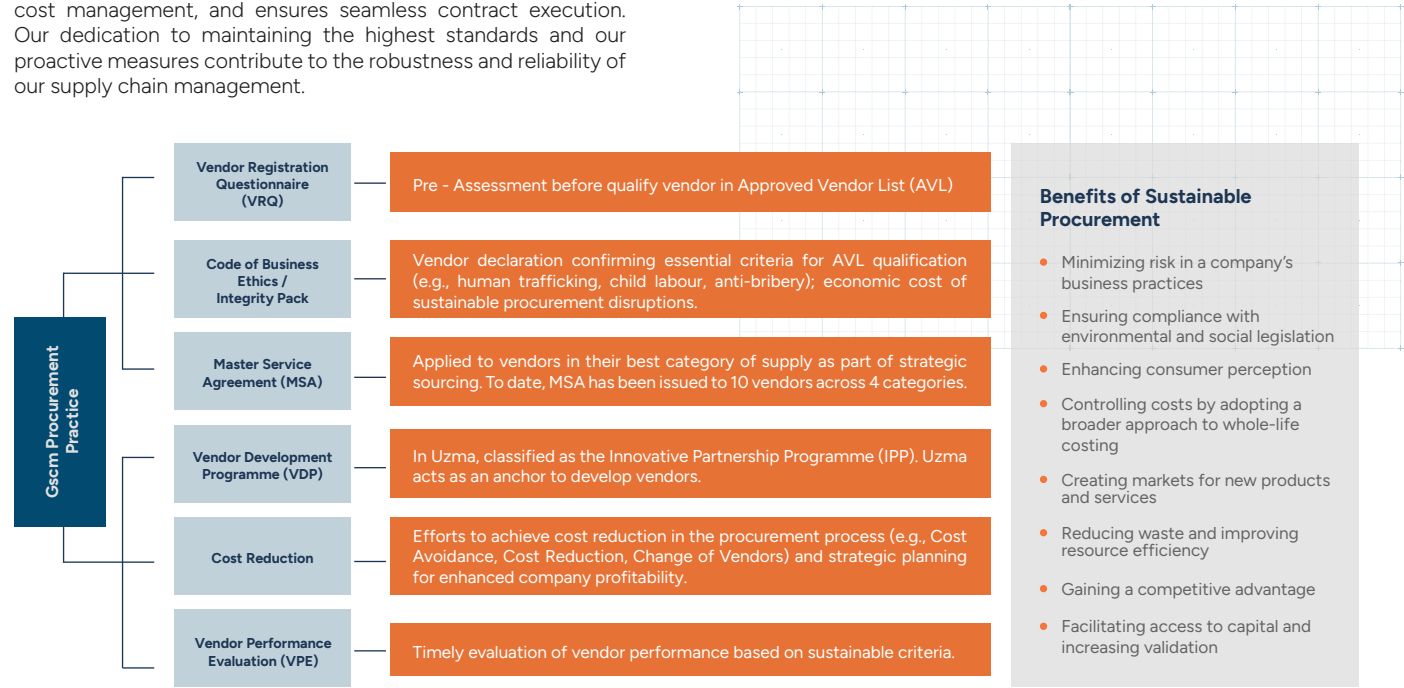 cost management, and ensures seamless contract execution.
Our dedication to maintaining the highest standards and our
proactive measures contribute to the robustness and reliability of
our supply chain management.
Gscm Procurement
Practice
Vendor Registration
Questionnaire
(VRQ)
Pre - Assessment before qualify vendor in Approved Vendor List (AVL)
Code of Business
Ethics /
Integrity Pack
Vendor declaration confirming essential criteria for AVL qualification
(e.g., human trafficking, child labour, anti-bribery); economic cost of
sustainable procurement disruptions.
Master Service
Agreement (MSA)
Applied to vendors in their best category of supply as part of strategic
sourcing. To date, MSA has been issued to 10 vendors across 4 categories.
Vendor Development
Programme (VDP)
In Uzma, classified as the Innovative Partnership Programme (IPP). Uzma
acts as an anchor to develop vendors.
Cost Reduction
Efforts to achieve cost reduction in the procurement process (e.g., Cost
Avoidance, Cost Reduction, Change of Vendors) and strategic planning
for enhanced company profitability.
Vendor Performance
Evaluation (VPE)
Timely evaluation of vendor performance based on sustainable criteria.
Benefits of Sustainable
Procurement
Minimizing risk in a company's
business practices
Ensuring compliance with
environmental and social legislation
Enhancing consumer perception
Controlling costs by adopting a
broader approach to whole-life
costing
Creating markets for new products
and services
Reducing waste and improving
resource efficiency
Gaining a competitive advantage
Facilitating access to capital and
increasing validation